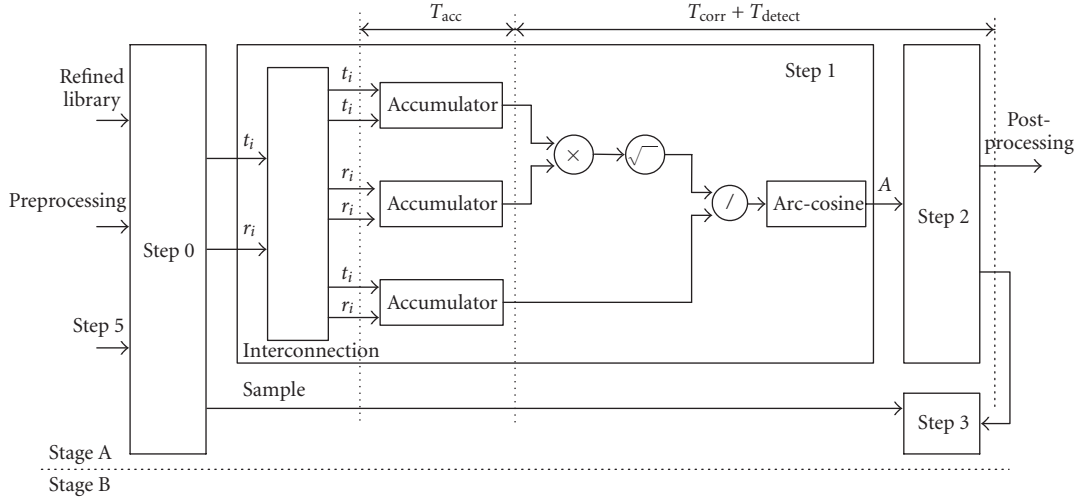 T_acc
T_corr + T_detect
Refined
library
Preprocessing
Step 5
Step 0
t_i
r_i
Step 1
t_i
t_i
r_i
r_i
t_i
r_i
Interconnection
Accumulator
Accumulator
Accumulator
×
√
/
Arc-cosine
A
Step 2
Post-
processing
Sample
Step 3
Stage A
Stage B